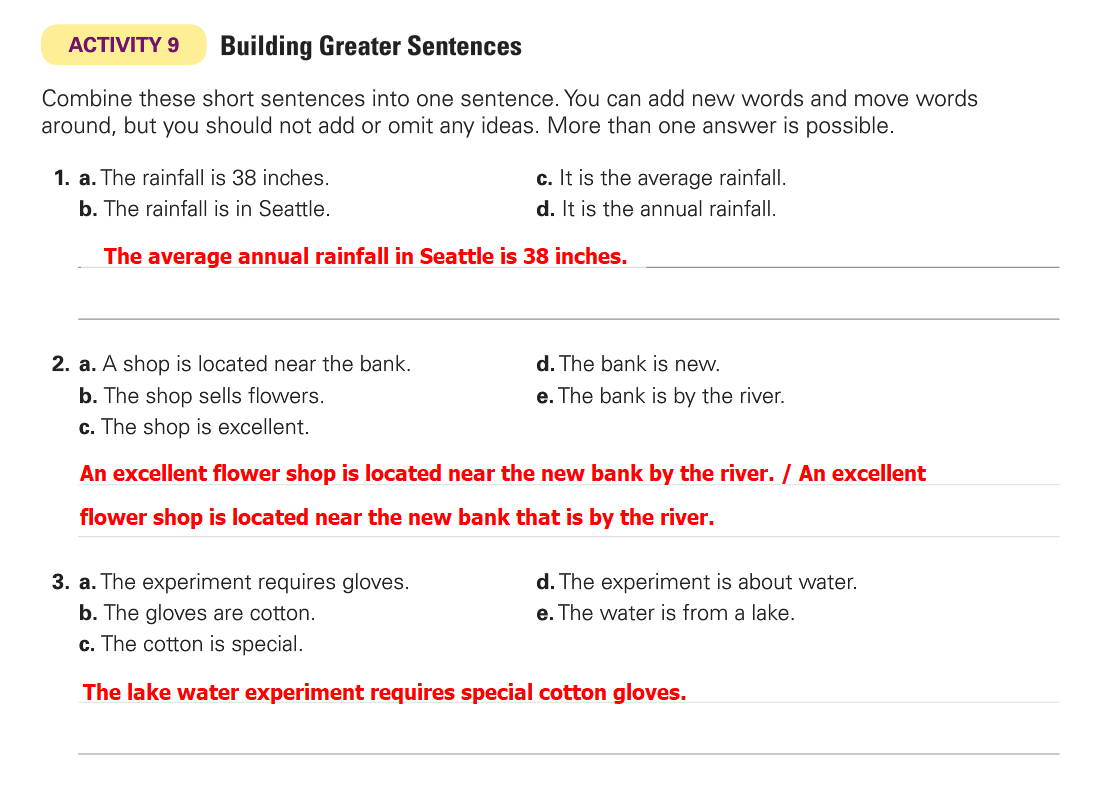 ACTIVITY 9 Building Greater Sentences
Combine these short sentences into one sentence. You can add new words and move words
around, but you should not add or omit any ideas. More than one answer is possible.
1. a. The rainfall is 38 inches.
b. The rainfall is in Seattle.
c. It is the average rainfall.
d. It is the annual rainfall.
The average annual rainfall in Seattle is 38 inches.
2. a. A shop is located near the bank.
b. The shop sells flowers.
c. The shop is excellent.
d. The bank is new.
e. The bank is by the river.
An excellent flower shop is located near the new bank by the river. / An excellent
flower shop is located near the new bank that is by the river.
3. a. The experiment requires gloves.
b. The gloves are cotton.
c. The cotton is special.
d. The experiment is about water.
e. The water is from a lake.
The lake water experiment requires special cotton gloves.